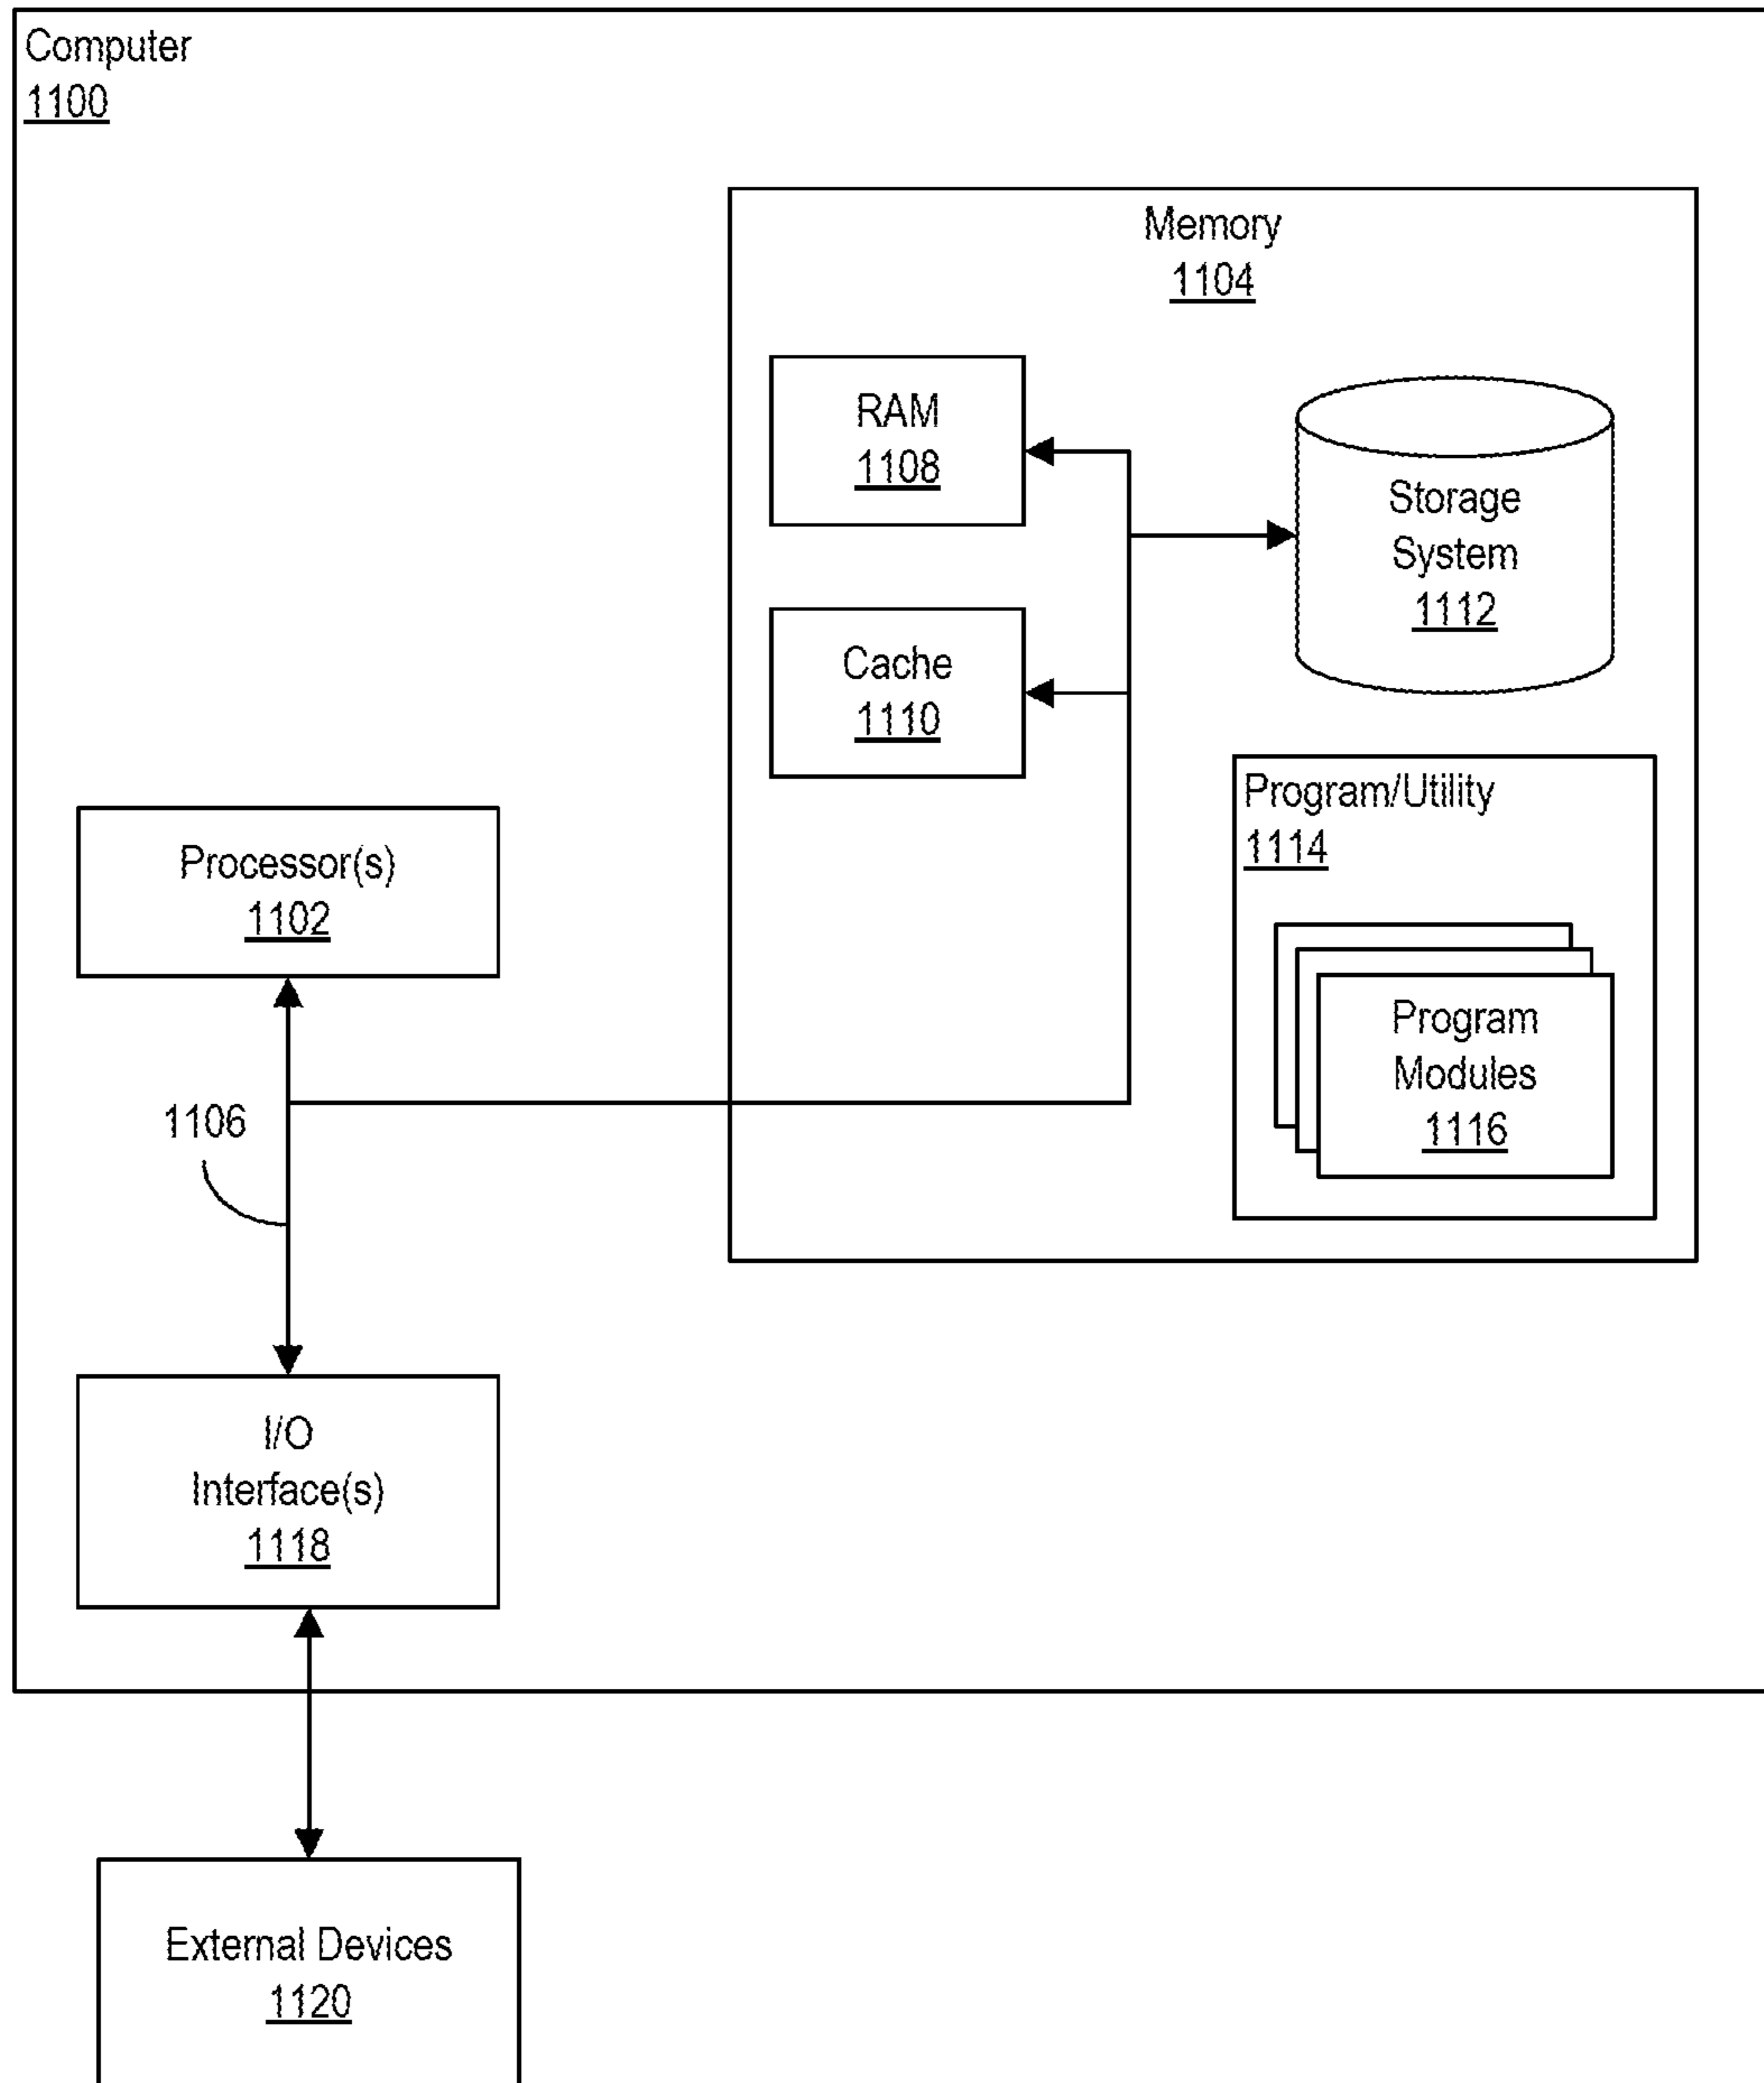 Computer
1100
Memory
1104
RAM
1108
Storage
System
1112
Cache
1110
Program/Utility
1114
Processor(s)
1102
Program
Modules
1116
1106
I/O
Interface(s)
1118
External Devices
1120